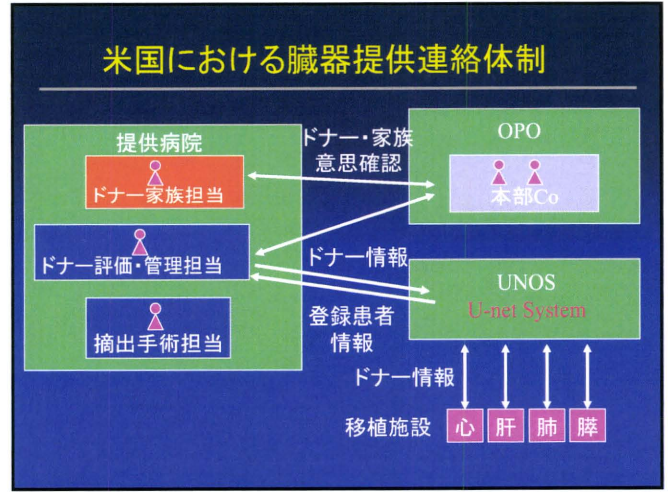 米国における臓器提供連絡体制
提供病院
ドナー家族担当
ドナー評価・管理担当
摘出手術担当
ドナー・家族
意思確認
ドナー情報
登録患者
情報
OPO
本部Co
UNOS
U-net System
ドナー情報
移植施設 心 肝 肺 膵